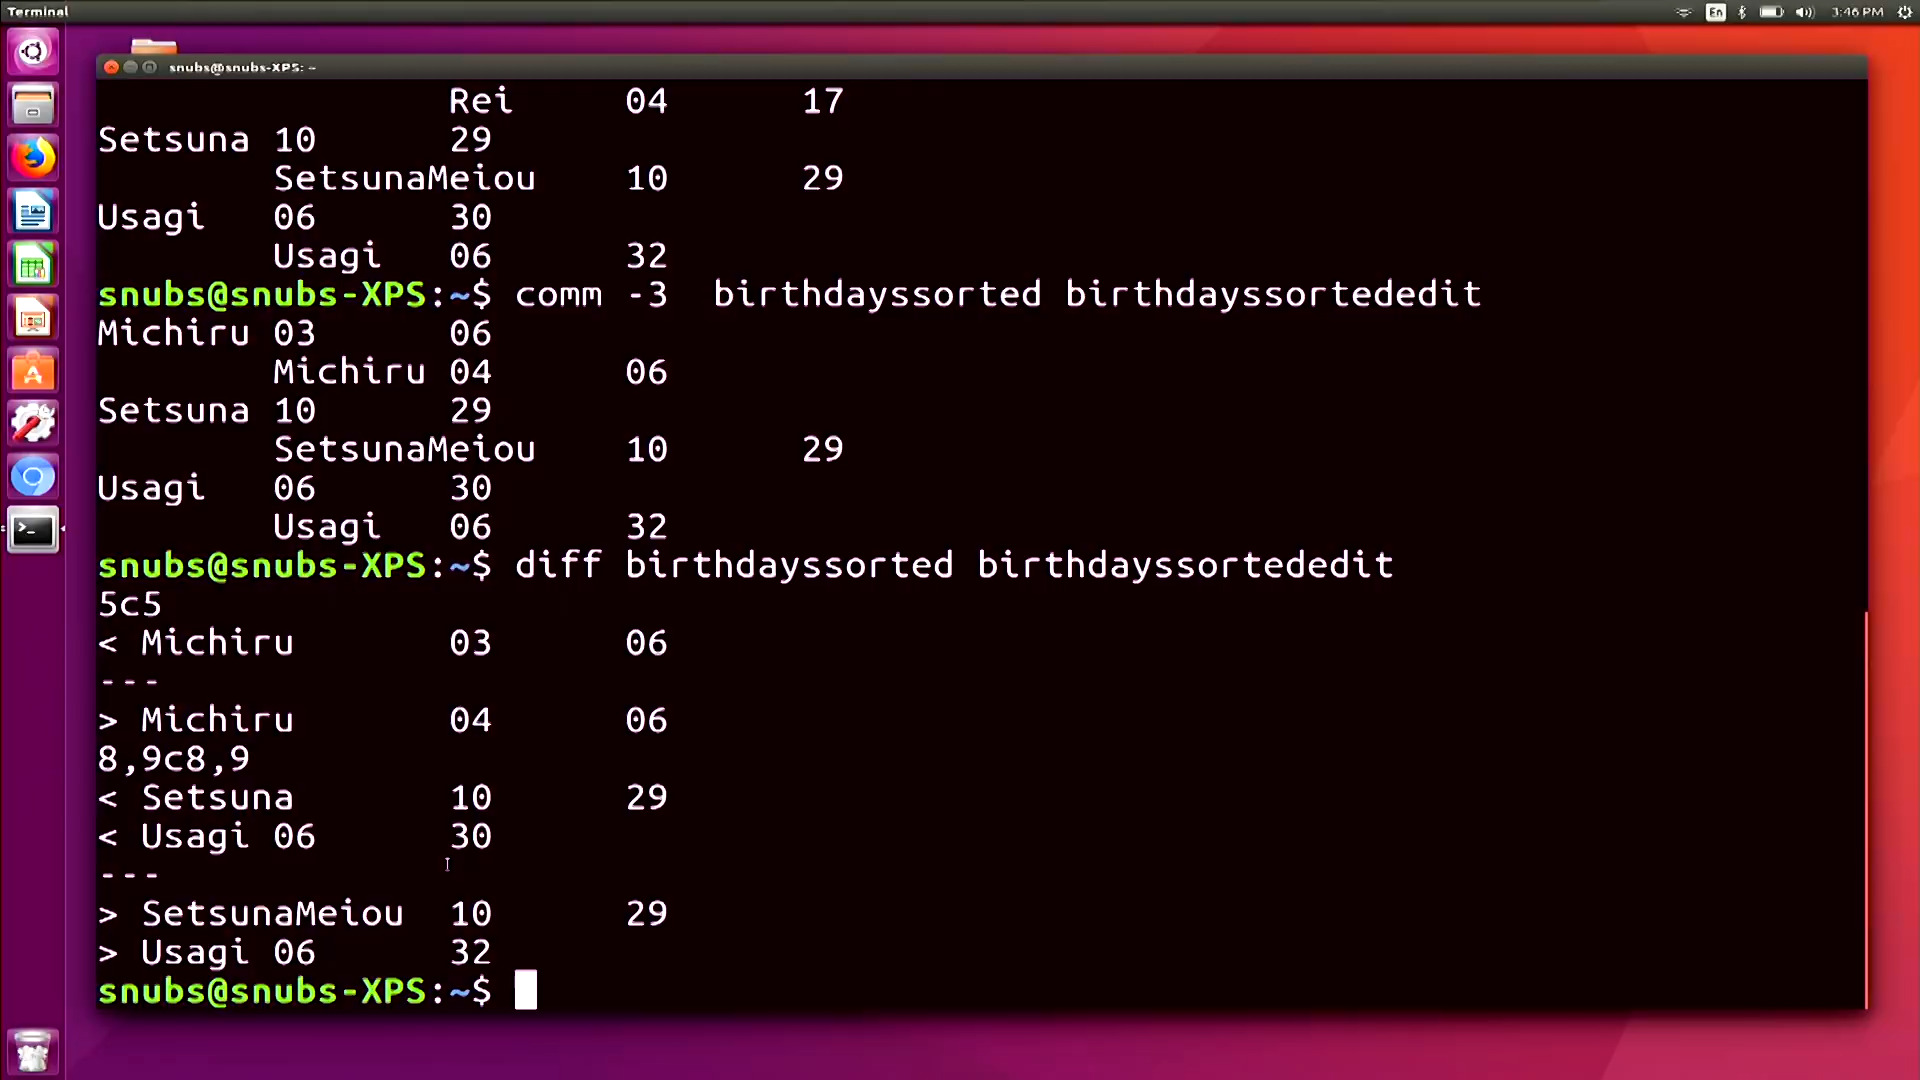 Terminal
En
3:46 PM
snubs@snubs-XPS: ~
Rei 04 17
Setsuna 10 29
SetsunaMeiou 10 29
Usagi 06 30
Usagi 06 32
snubs@snubs-XPS:~$ comm -3  birthdayssorted birthdayssortededit
Michiru 03 06
Michiru 04 06
Setsuna 10 29
SetsunaMeiou 10 29
Usagi 06 30
Usagi 06 32
snubs@snubs-XPS:~$ diff birthdayssorted birthdayssortededit
5c5
< Michiru 03 06
---
> Michiru 04 06
8,9c8,9
< Setsuna 10 29
< Usagi 06 30
---
> SetsunaMeiou 10 29
> Usagi 06 32
snubs@snubs-XPS:~$